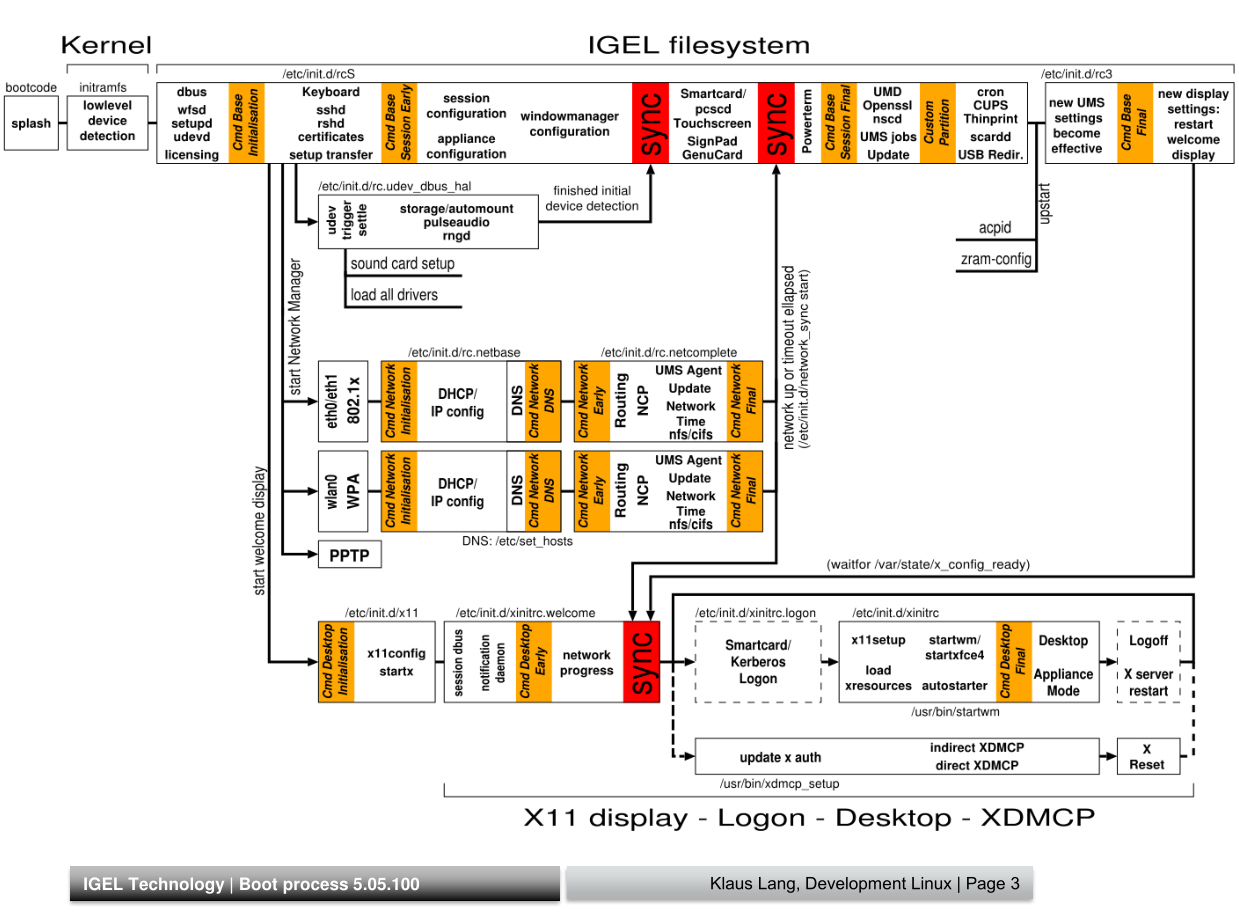 Kernel
IGEL filesystem
bootcode
initramfs
/etc/init.d/rcS
/etc/init.d/rc3
splash
lowlevel
device
detection
dbus
wfsd
setupd
udevd
licensing
Cmd Base
Initialisation
Keyboard
sshd
rshd
certificates
setup transfer
Cmd Base
Session Early
session
configuration
appliance
configuration
windowmanager
configuration
sync
Smartcard/
pcscd
Touchscreen
SignPad
GenuCard
sync
Powerterm
Cmd Base
Session Final
UMD
Openssl
nscd
UMS jobs
Update
Custom
Partition
cron
CUPS
Thinprint
scardd
USB Redir.
new UMS
settings
become
effective
Cmd Base
Final
new display
settings:
restart
welcome
display
/etc/init.d/rc.udev_dbus_hal
udev
trigger
settle
storage/automount
pulseaudio
rngd
finished initial
device detection
sound card setup
load all drivers
upstart
acpid
zram-config
start Network Manager
network up or timeout ellapsed
(/etc/init.d/network_sync start)
/etc/init.d/rc.netbase
/etc/init.d/rc.netcomplete
eth0/eth1
802.1x
Cmd Network
Initialisation
DHCP/
IP config
DNS
Cmd Network
DNS
Cmd Network
Early
Routing
NCP
UMS Agent
Update
Network
Time
nfs/cifs
Cmd Network
Final
wlan0
WPA
Cmd Network
Initialisation
DHCP/
IP config
DNS
Cmd Network
DNS
Cmd Network
Early
Routing
NCP
UMS Agent
Update
Network
Time
nfs/cifs
Cmd Network
Final
DNS: /etc/set_hosts
PPTP
start welcome display
(waitfor /var/state/x_config_ready)
/etc/init.d/x11
/etc/init.d/xinitrc.welcome
/etc/init.d/xinitrc.logon
/etc/init.d/xinitrc
Cmd Desktop
Initialisation
x11config
startx
session dbus
notification
daemon
Cmd Desktop
Early
network
progress
sync
Smartcard/
Kerberos
Logon
x11setup
load
xresources
startwm/
startxfce4
autostarter
Cmd Desktop
Final
Desktop
Appliance
Mode
Logoff
X server
restart
/usr/bin/startwm
update x auth
indirect XDMCP
direct XDMCP
X
Reset
/usr/bin/xdmcp_setup
X11 display - Logon - Desktop - XDMCP
IGEL Technology | Boot process 5.05.100
Klaus Lang, Development Linux | Page 3